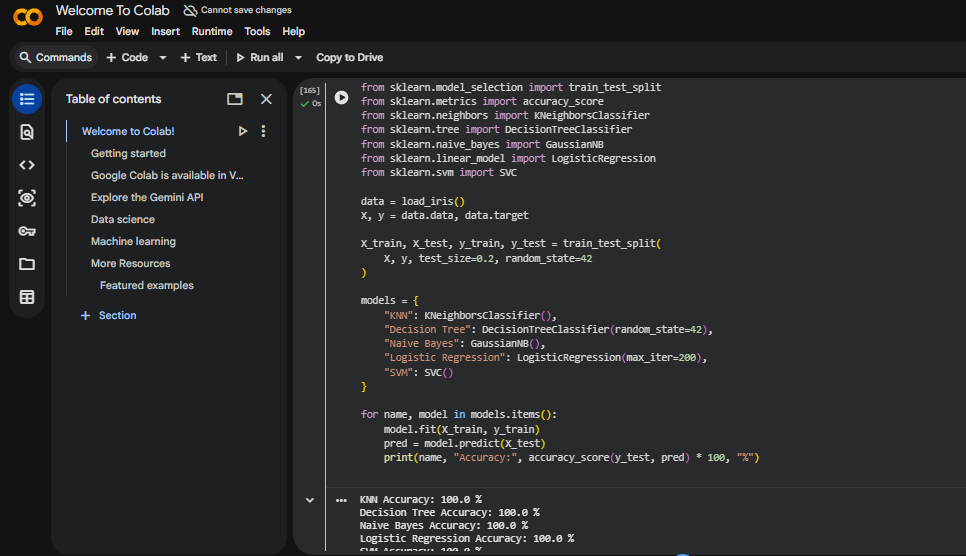 Welcome To Colab
Cannot save changes
File Edit View Insert Runtime Tools Help
Commands + Code + Text Run all Copy to Drive
Table of contents
Welcome to Colab!
Getting started
Google Colab is available in V...
Explore the Gemini API
Data science
Machine learning
More Resources
Featured examples
+ Section
[165]
0s
from sklearn.model_selection import train_test_split
from sklearn.metrics import accuracy_score
from sklearn.neighbors import KNeighborsClassifier
from sklearn.tree import DecisionTreeClassifier
from sklearn.naive_bayes import GaussianNB
from sklearn.linear_model import LogisticRegression
from sklearn.svm import SVC
data = load_iris()
X, y = data.data, data.target
X_train, X_test, y_train, y_test = train_test_split(
    X, y, test_size=0.2, random_state=42
)
models = {
    "KNN": KNeighborsClassifier(),
    "Decision Tree": DecisionTreeClassifier(random_state=42),
    "Naive Bayes": GaussianNB(),
    "Logistic Regression": LogisticRegression(max_iter=200),
    "SVM": SVC()
}
for name, model in models.items():
    model.fit(X_train, y_train)
    pred = model.predict(X_test)
    print(name, "Accuracy:", accuracy_score(y_test, pred) * 100, "%")
KNN Accuracy: 100.0 %
Decision Tree Accuracy: 100.0 %
Naive Bayes Accuracy: 100.0 %
Logistic Regression Accuracy: 100.0 %
SVM Accuracy: 100.0 %